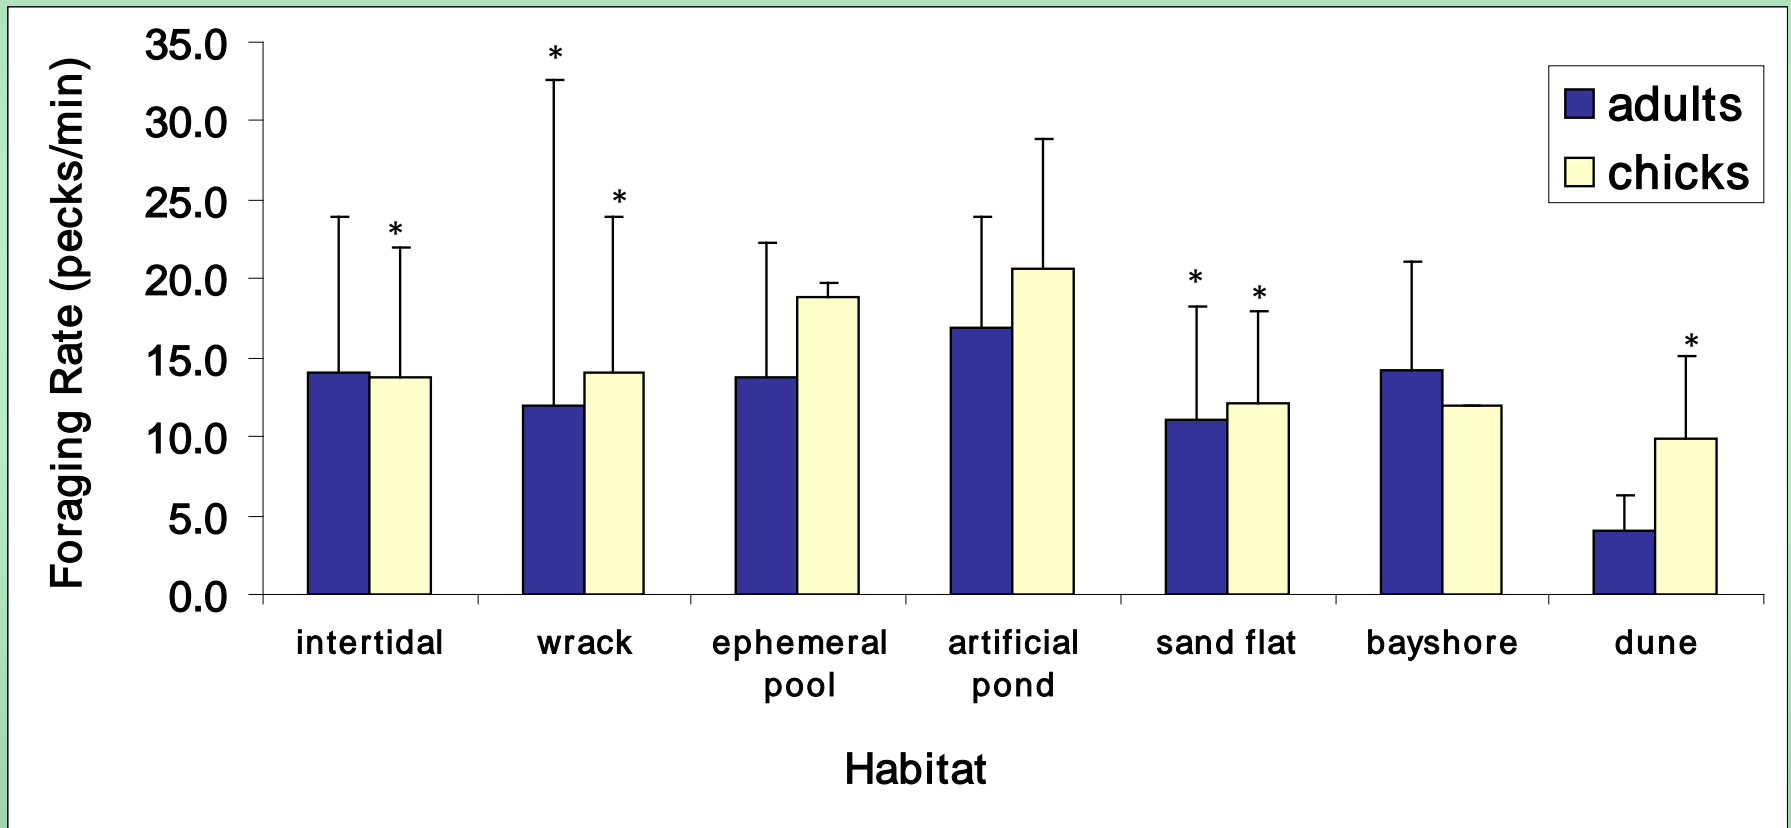 Foraging Rate (pecks/min)
35.0
30.0
25.0
20.0
15.0
10.0
5.0
0.0
*
*
*
*
*
*
adults
chicks
intertidal
wrack
ephemeral
pool
artificial
pond
sand flat
bayshore
dune
Habitat